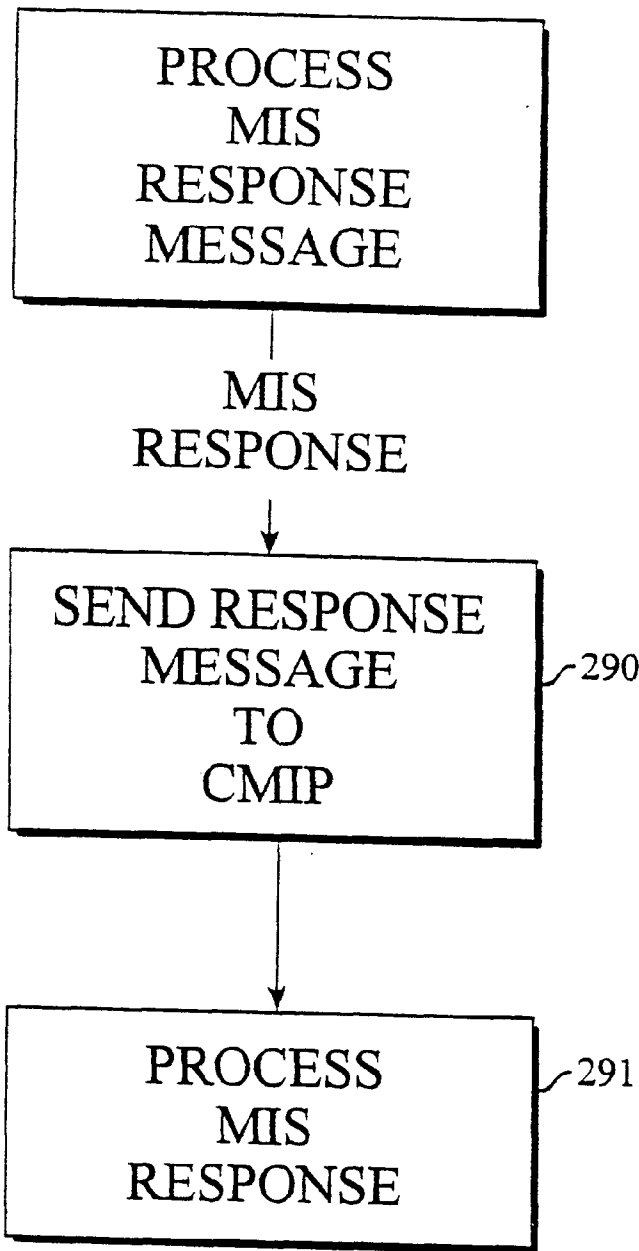 PROCESS
MIS
RESPONSE
MESSAGE
MIS
RESPONSE
SEND RESPONSE
MESSAGE
TO
CMIP
290
PROCESS
MIS
RESPONSE
291